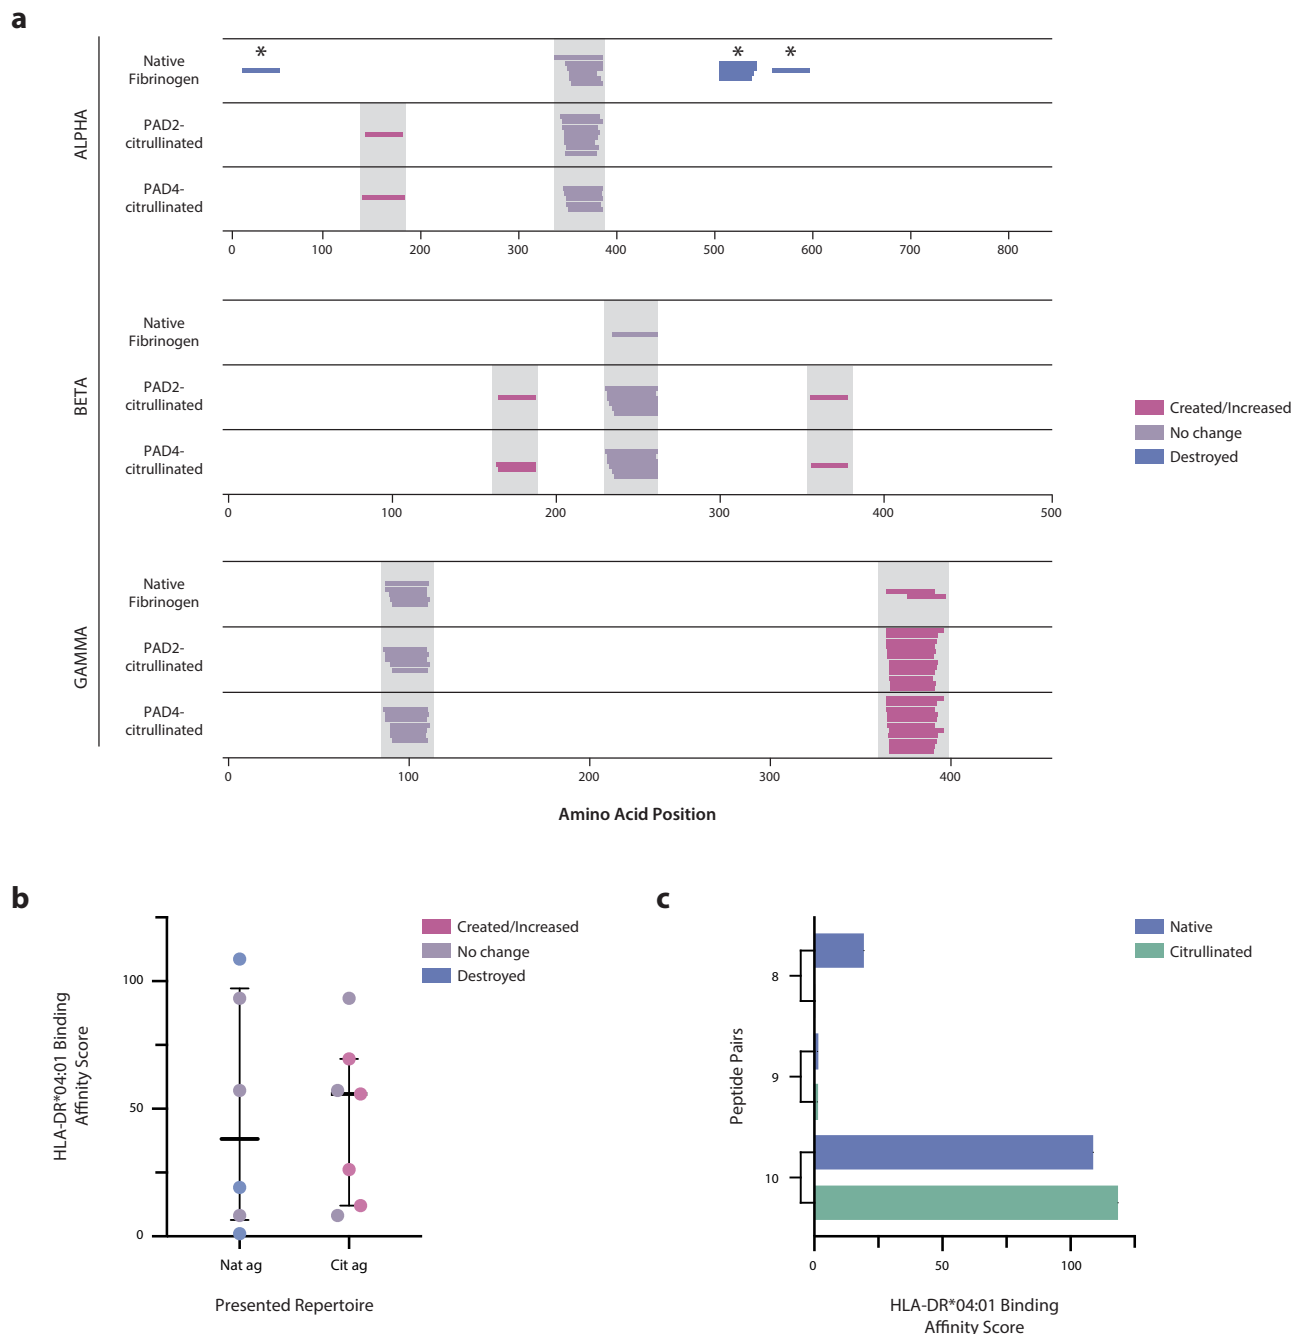 a
ALPHA
Native
Fibrinogen
* * *
PAD2-
citrullinated
PAD4-
citrullinated
0 100 200 300 400 500 600 700 800
BETA
Native
Fibrinogen
PAD2-
citrullinated
PAD4-
citrullinated
0 100 200 300 400 500
Created/Increased
No change
Destroyed
GAMMA
Native
Fibrinogen
PAD2-
citrullinated
PAD4-
citrullinated
0 100 200 300 400
Amino Acid Position
b
HLA-DR*04:01 Binding
Affinity Score
100
50
0
Nat ag Cit ag
Presented Repertoire
Created/Increased
No change
Destroyed
c
Peptide Pairs
8
9
10
0 50 100
HLA-DR*04:01 Binding
Affinity Score
Native
Citrullinated